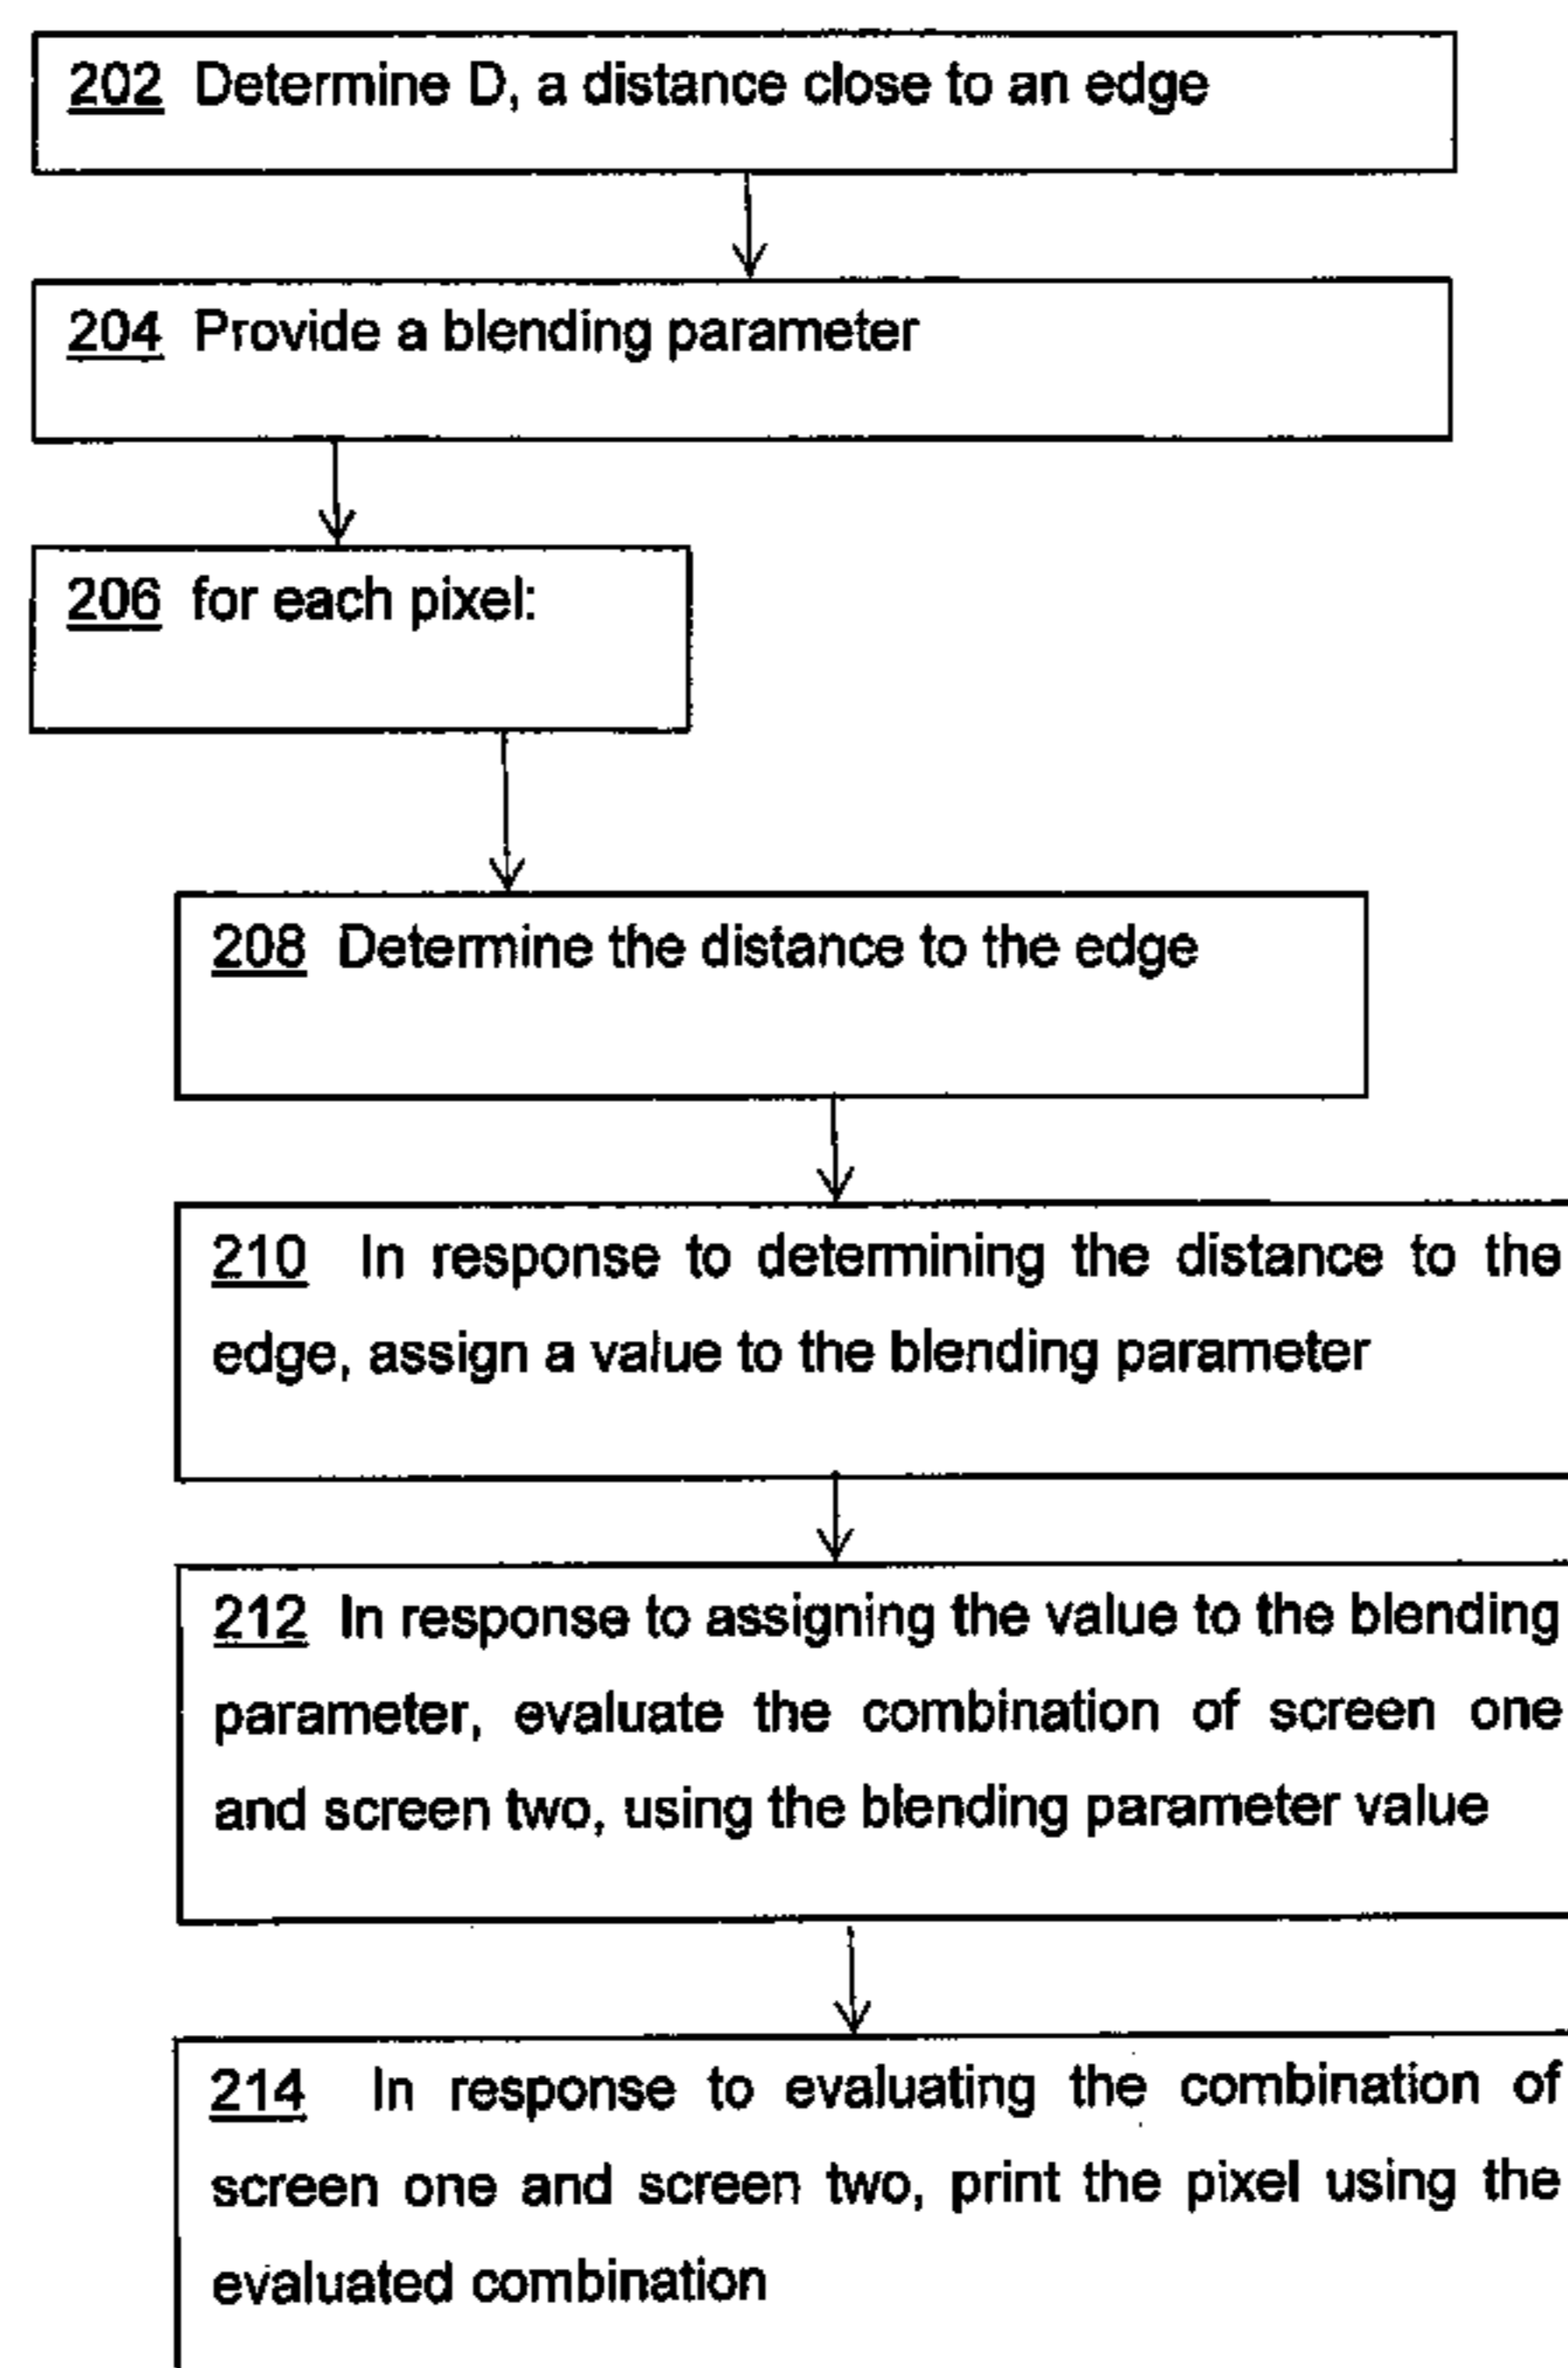 202 Determine D, a distance close to an edge
204 Provide a blending parameter
206 for each pixel:
208 Determine the distance to the edge
210 In response to determining the distance to the
edge, assign a value to the blending parameter
212 In response to assigning the value to the blending
parameter, evaluate the combination of screen one
and screen two, using the blending parameter value
214 In response to evaluating the combination of
screen one and screen two, print the pixel using the
evaluated combination